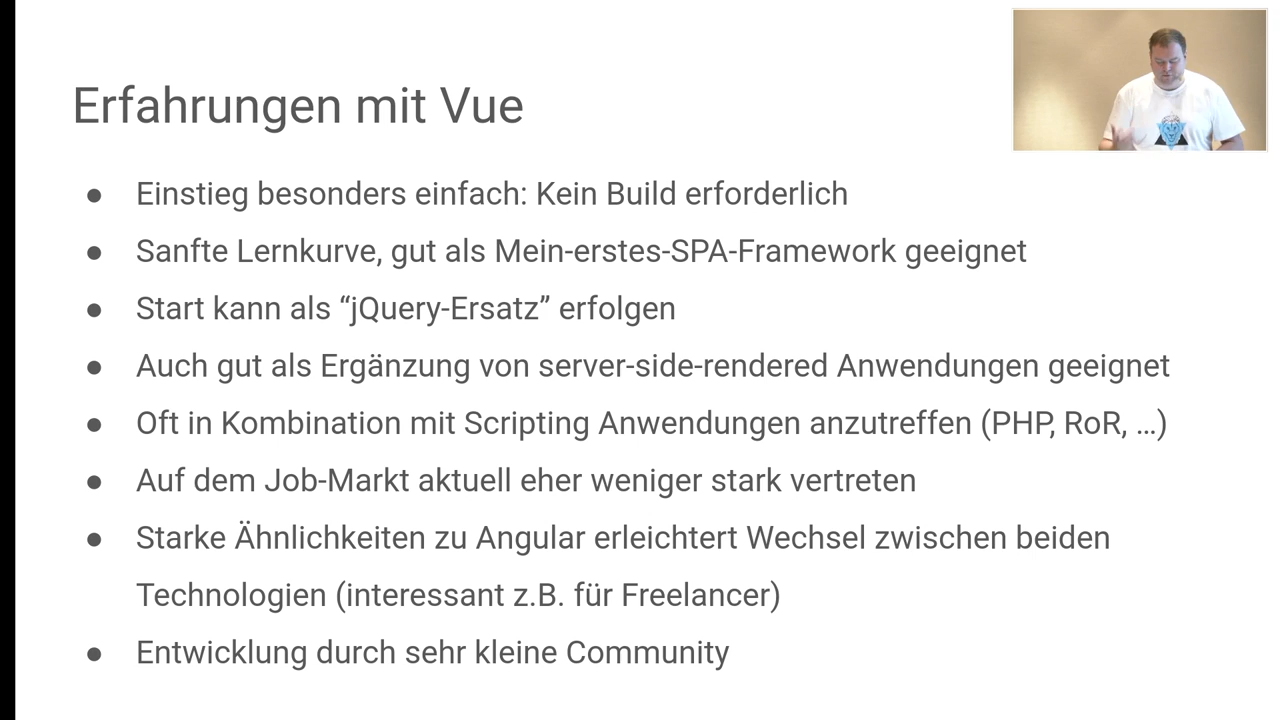 Erfahrungen mit Vue
● Einstieg besonders einfach: Kein Build erforderlich
● Sanfte Lernkurve, gut als Mein-erstes-SPA-Framework geeignet
● Start kann als “jQuery-Ersatz” erfolgen
● Auch gut als Ergänzung von server-side-rendered Anwendungen geeignet
● Oft in Kombination mit Scripting Anwendungen anzutreffen (PHP, RoR, …)
● Auf dem Job-Markt aktuell eher weniger stark vertreten
● Starke Ähnlichkeiten zu Angular erleichtert Wechsel zwischen beiden
Technologien (interessant z.B. für Freelancer)
● Entwicklung durch sehr kleine Community